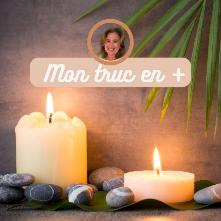 Mon truc en +